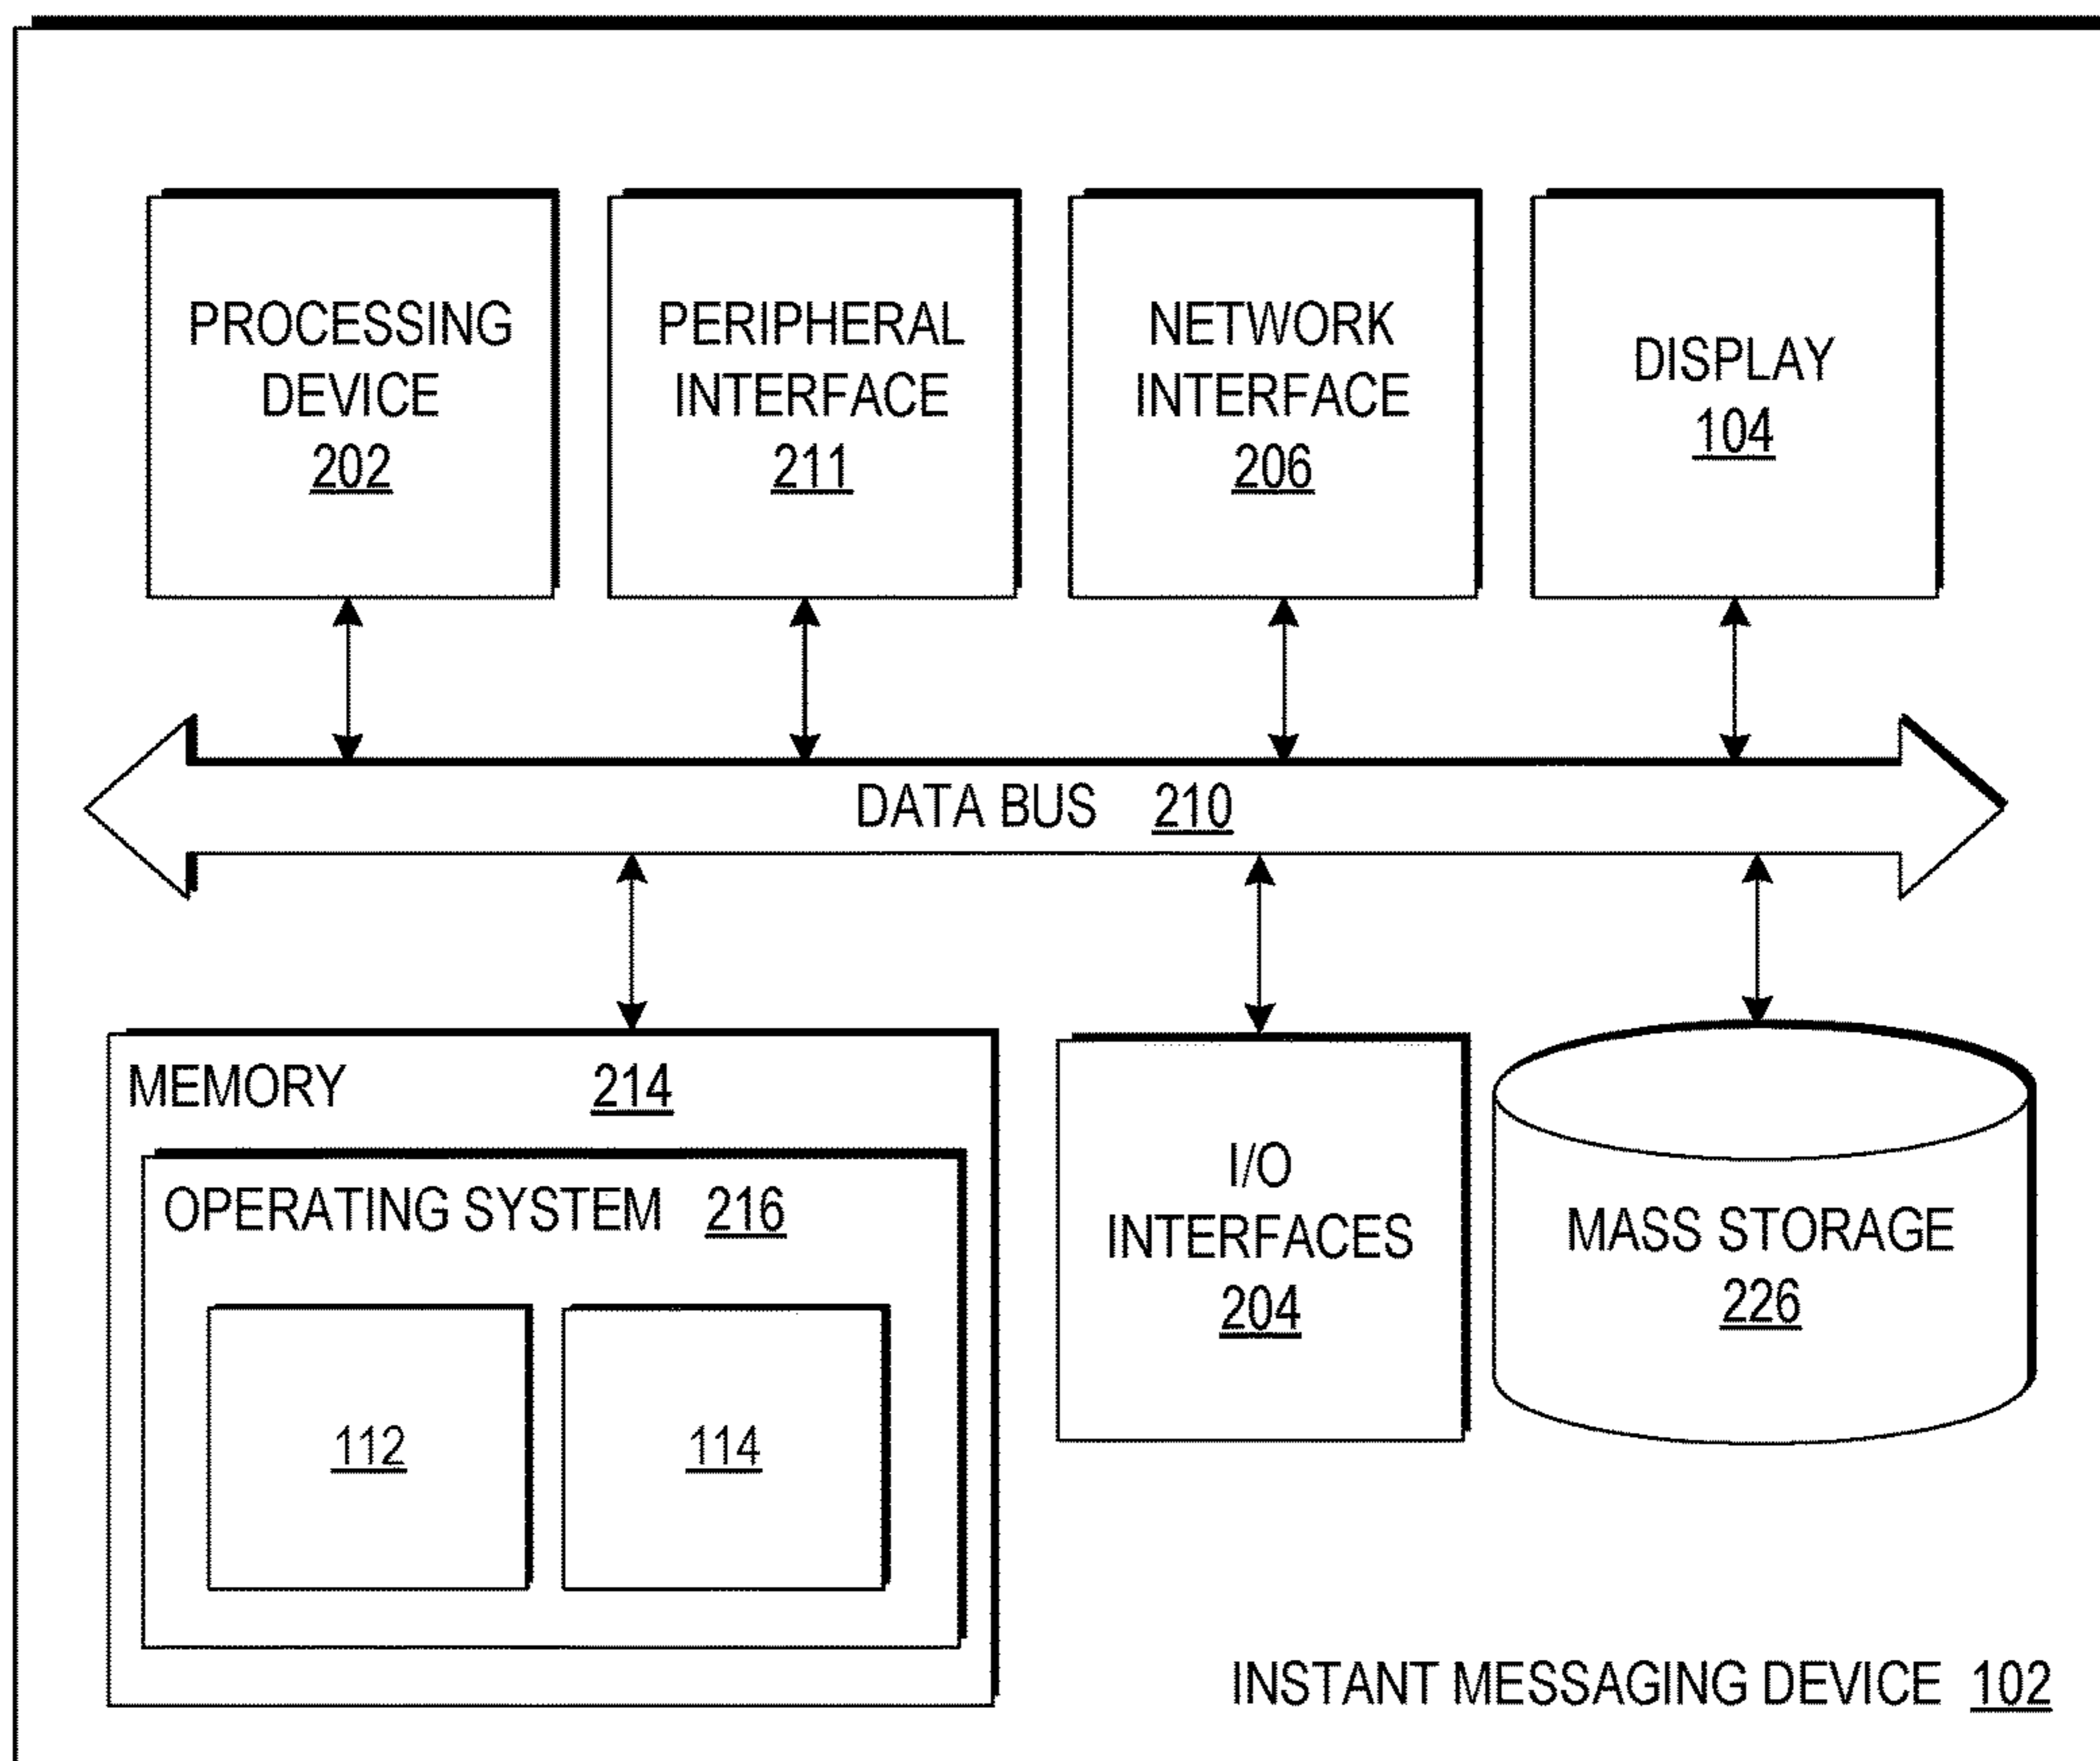 PROCESSING
DEVICE
202
PERIPHERAL
INTERFACE
211
NETWORK
INTERFACE
206
DISPLAY
104
DATA BUS 210
MEMORY 214
OPERATING SYSTEM 216
112
114
I/O
INTERFACES
204
MASS STORAGE
226
INSTANT MESSAGING DEVICE 102